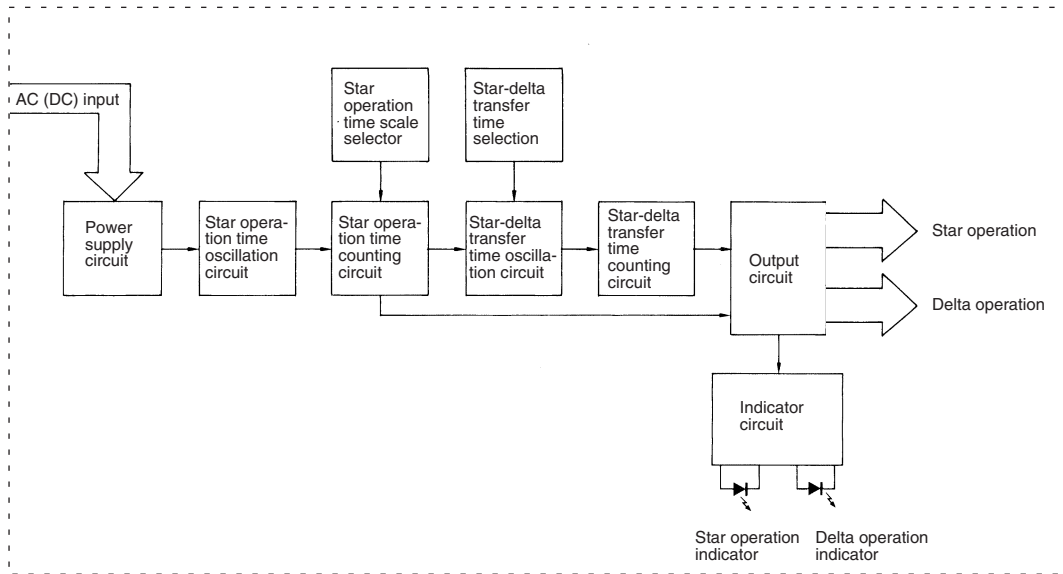 AC (DC) input
Star
operation
time scale
selector
Star-delta
transfer
time
selection
Power
supply
circuit
Star opera-
tion time
oscillation
circuit
Star opera-
tion time
counting
circuit
Star-delta
transfer
time oscilla-
tion circuit
Star-delta
transfer
time
counting
circuit
Output
circuit
Star operation
Delta operation
Indicator
circuit
Star operation
indicator
Delta operation
indicator